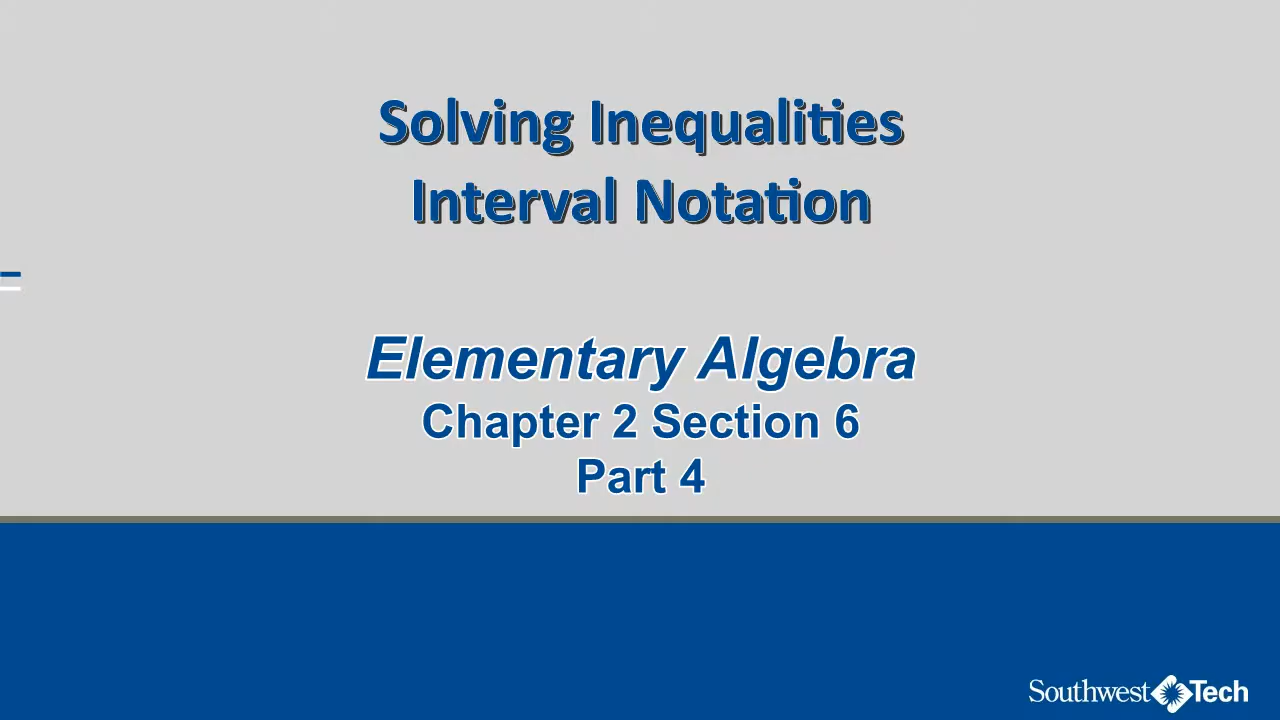 Solving Inequalities
Interval Notation
Elementary Algebra
Chapter 2 Section 6
Part 4
Southwest Tech